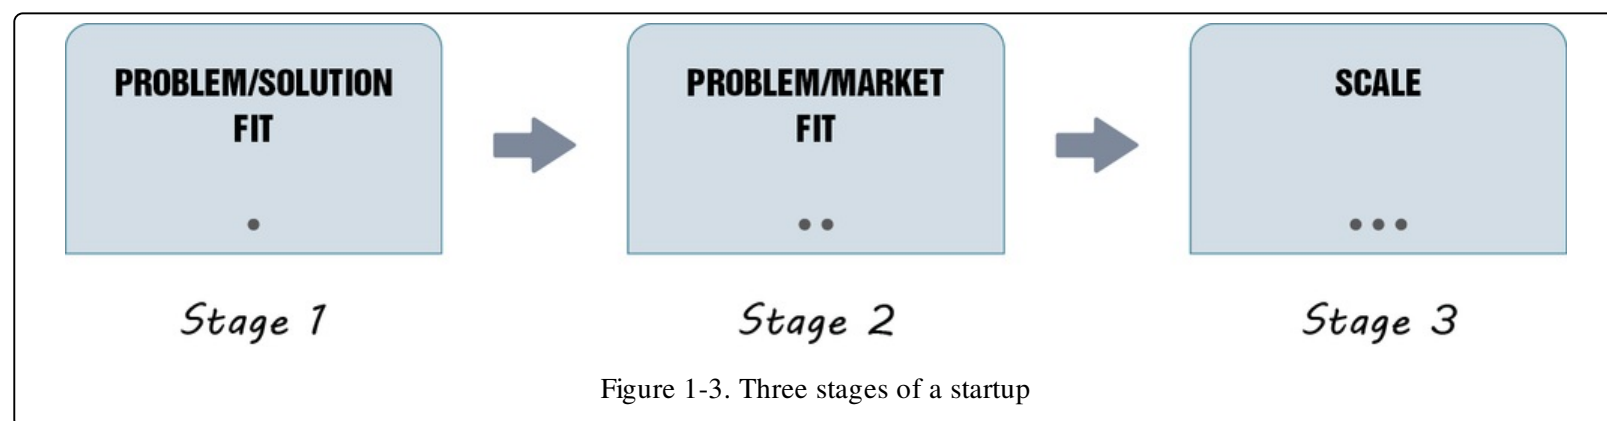 PROBLEM/SOLUTION
FIT
PROBLEM/MARKET
FIT
SCALE
Stage 1
Stage 2
Stage 3
Figure 1-3. Three stages of a startup